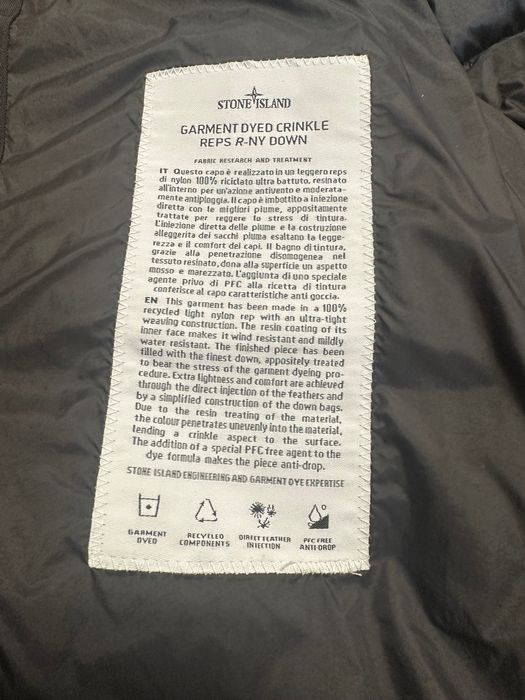 STONE ISLAND
GARMENT DYED CRINKLE
REPS R-NY DOWN
FABRIC RESEARCH AND TREATMENT
IT Questo capo è realizzato in un leggero reps
di nylon 100% riciclato ultra battuto, resinato
all'interno per un'azione antivento e moderata-
mente antipioggia. Il capo è imbottito a iniezione
diretta con le migliori piume, appositamente
trattate per reggere lo stress di tintura.
L'iniezione diretta delle piume e la costruzione
alleggerita dei sacchi piuma esaltano la legge-
rezza e il comfort dei capi. Il bagno di tintura,
grazie alla penetrazione disomogenea nel
tessuto resinato, dona alla superficie un aspetto
mosso e marezzato. L'aggiunta di uno speciale
agente privo di PFC alla ricetta di tintura
conferisce al capo caratteristiche anti goccia.
EN This garment has been made in a 100%
recycled light nylon rep with an ultra-tight
weaving construction. The resin coating of its
inner face makes it wind resistant and mildly
water resistant. The finished piece has been
filled with the finest down, appositely treated
to bear the stress of the garment dyeing pro-
cedure. Extra lightness and comfort are achieved
through the direct injection of the feathers and
by a simplified construction of the down bags.
Due to the resin treating of the material,
the colour penetrates unevenly into the material,
lending a crinkle aspect to the surface.
The addition of a special PFC free agent to the
dye formula makes the piece anti-drop.
STONE ISLAND ENGINEERING AND GARMENT DYE EXPERTISE
GARMENT
DYED
RECYCLED
COMPONENTS
DIRECT FEATHER
INJECTION
PFC FREE
ANTI-DROP